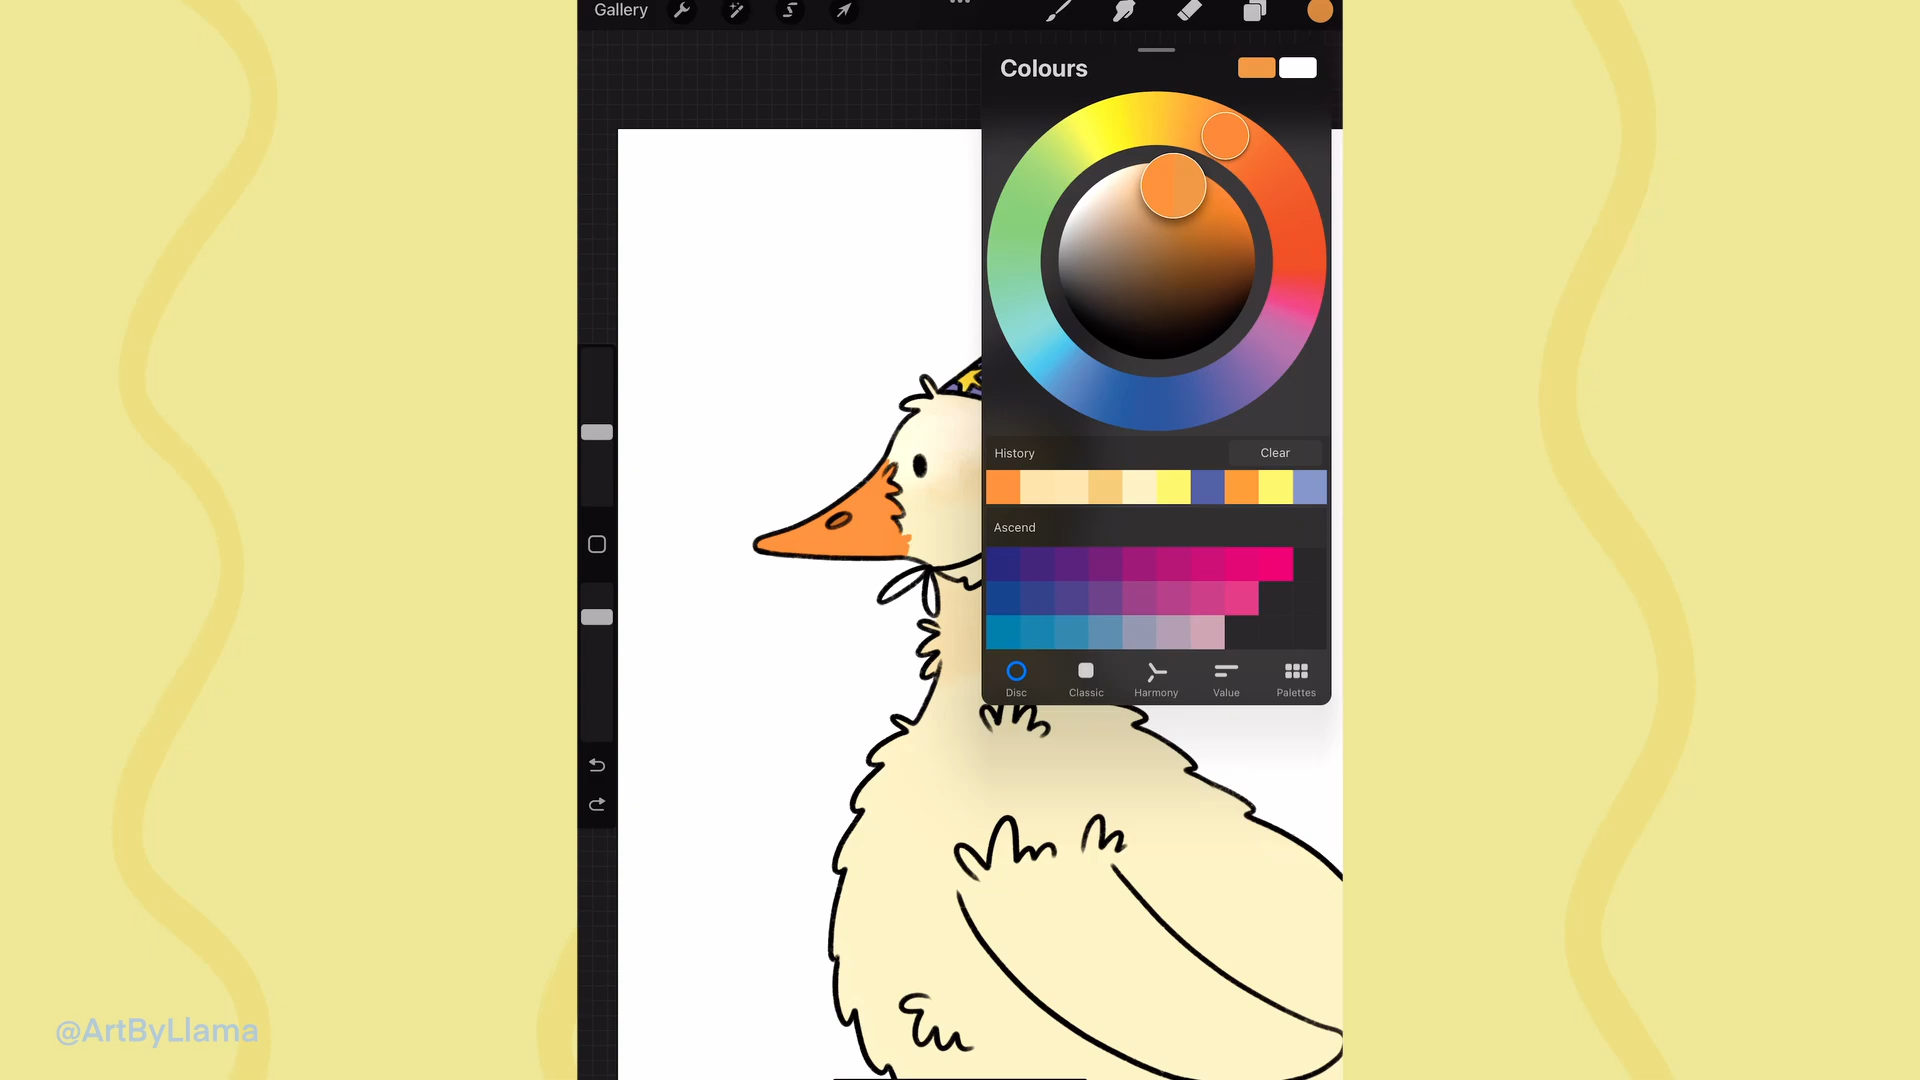 Gallery
Colours
History
Clear
Ascend
Disc
Classic
Harmony
Value
Palettes
@ArtByLlama